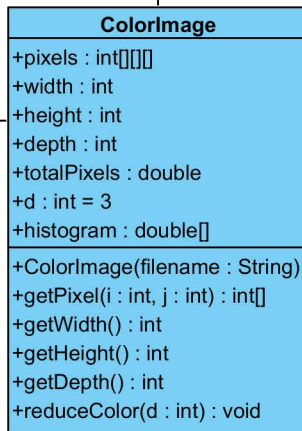 ColorImage
+pixels : int[][][]
+width : int
+height : int
+depth : int
+totalPixels : double
+d : int = 3
+histogram : double[]
+ColorImage(filename : String)
+getPixel(i : int, j : int) : int[]
+getWidth() : int
+getHeight() : int
+getDepth() : int
+reduceColor(d : int) : void